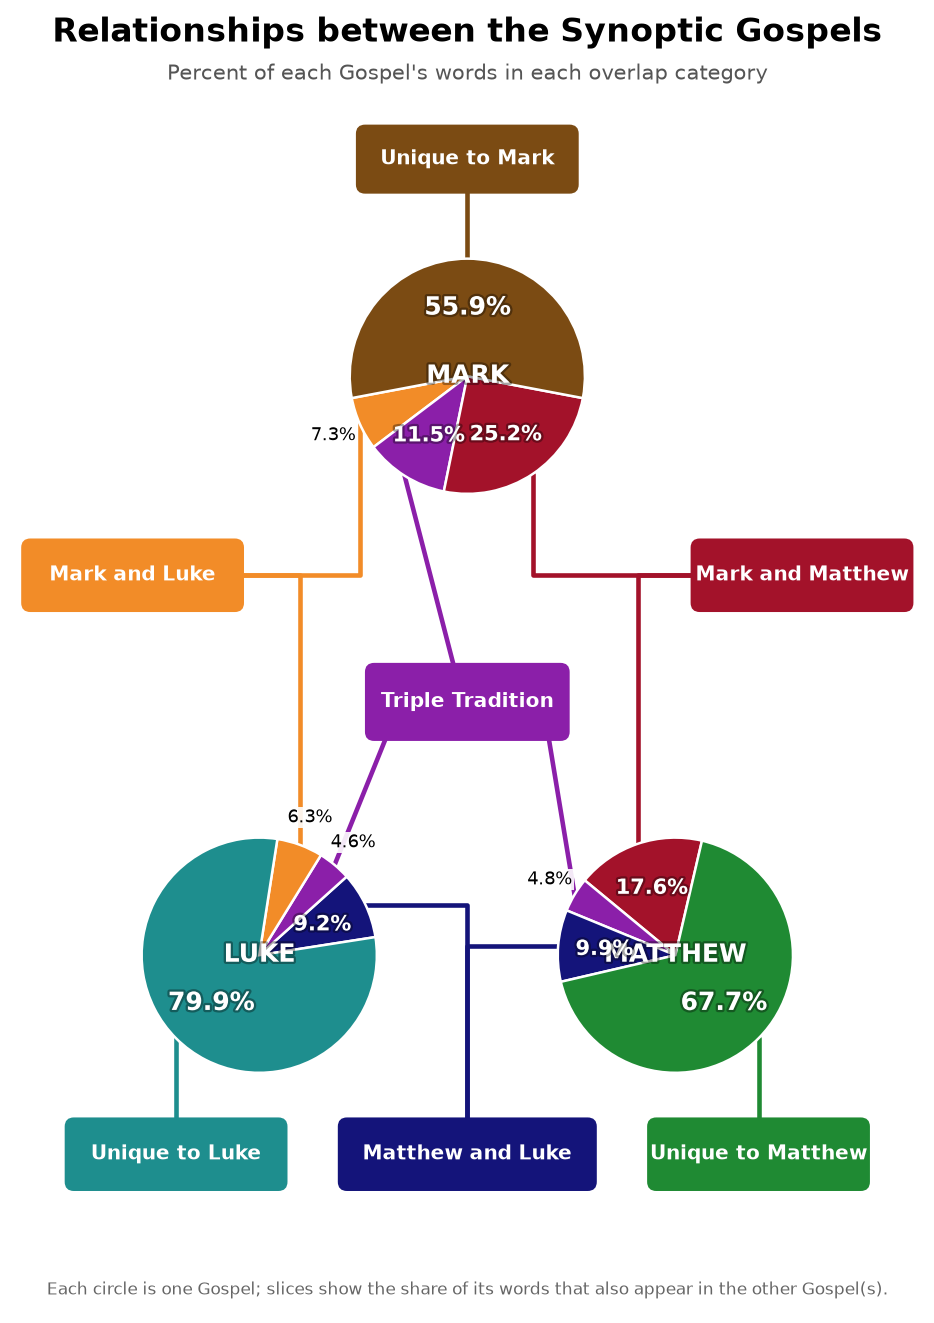 Relationships between the Synoptic Gospels
Percent of each Gospel's words in each overlap category
Unique to Mark
55.9%
MARK
7.3%
11.5%
25.2%
Mark and Luke
Mark and Matthew
Triple Tradition
6.3%
4.6%
9.2%
LUKE
79.9%
4.8%
17.6%
9.9%
MATTHEW
67.7%
Unique to Luke
Matthew and Luke
Unique to Matthew
Each circle is one Gospel; slices show the share of its words that also appear in the other Gospel(s).